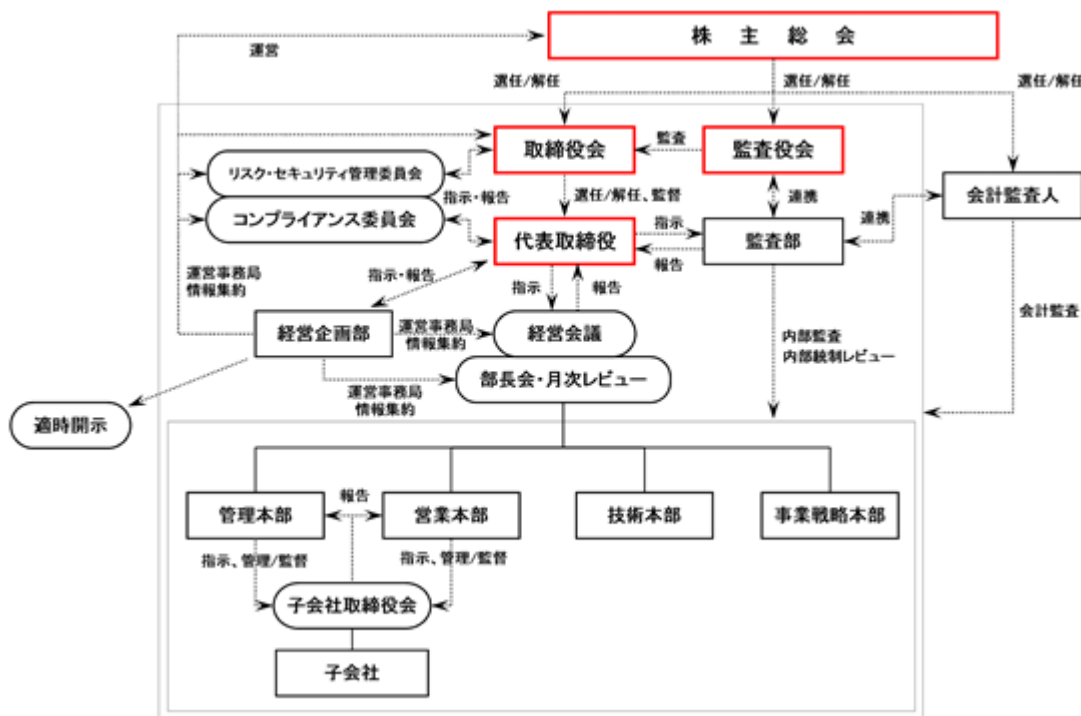 株主総会
運営
選任/解任
選任/解任
選任/解任
取締役会
監査
監査役会
リスク・セキュリティ管理委員会
指示・報告
選任/解任、監督
連携
会計監査人
コンプライアンス委員会
連携
代表取締役
指示
監査部
報告
運営事務局
情報集約
指示・報告
指示
報告
会計監査
経営企画部
運営事務局
情報集約
経営会議
内部監査
内部統制レビュー
部長会・月次レビュー
運営事務局
情報集約
適時開示
管理本部
報告
営業本部
技術本部
事業戦略本部
指示、管理/監督
指示、管理/監督
子会社取締役会
子会社